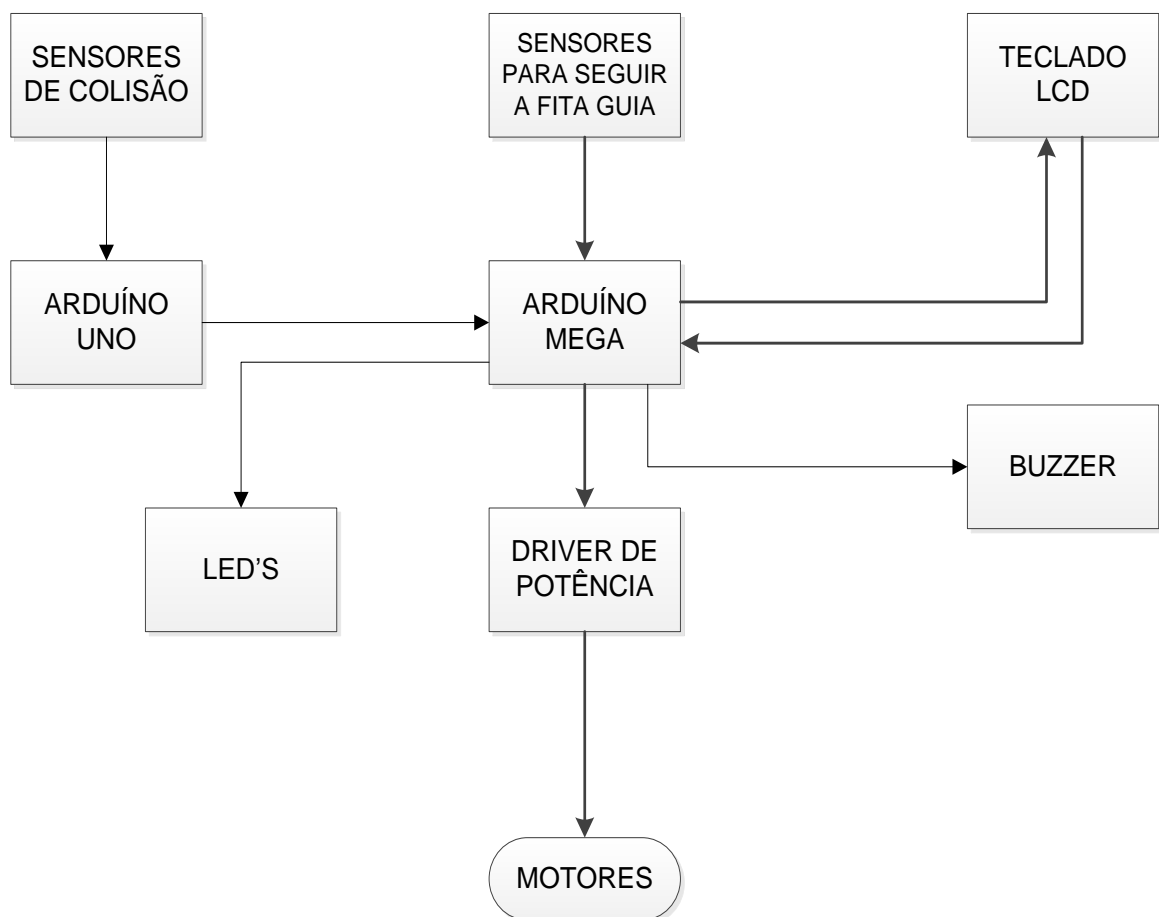 SENSORES
DE COLISÃO
SENSORES
PARA SEGUIR
A FITA GUIA
TECLADO
LCD
ARDUÍNO
UNO
ARDUÍNO
MEGA
BUZZER
LED'S
DRIVER DE
POTÊNCIA
MOTORES